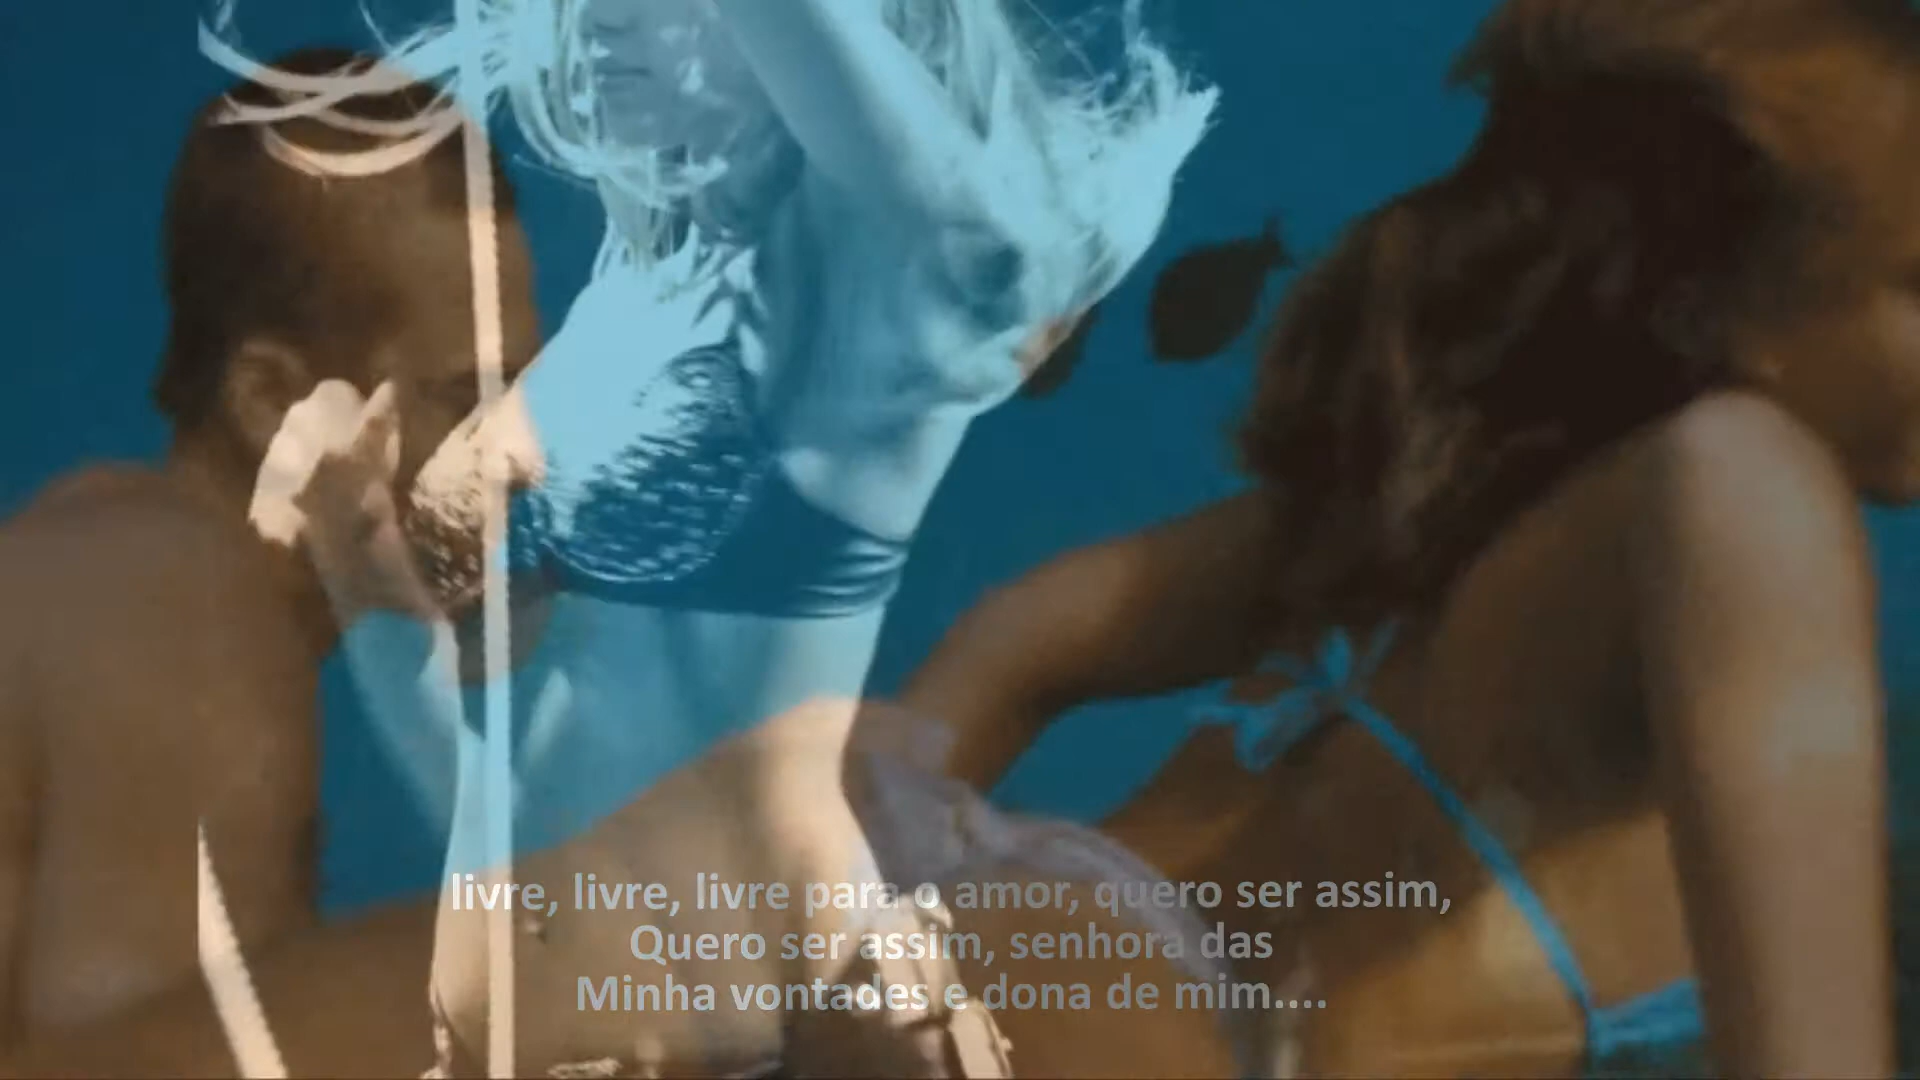 livre, livre, livre para o amor, quero ser assim,
Quero ser assim, senhora das
Minha vontades e dona de mim....